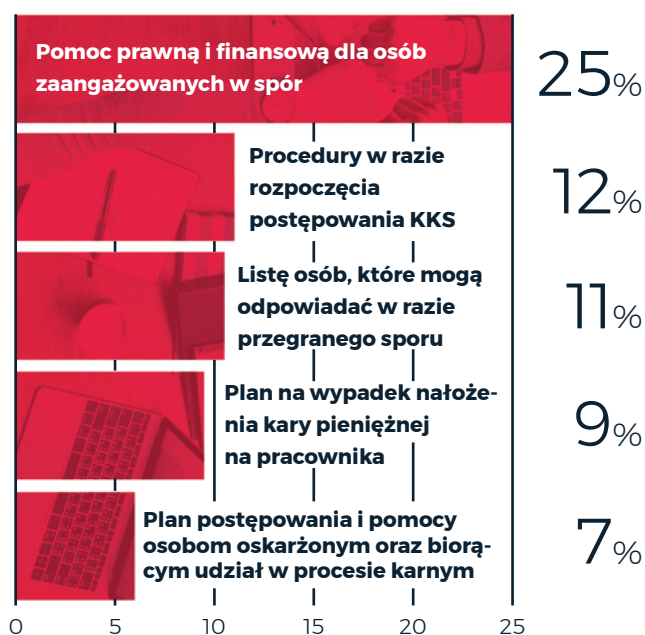 Pomoc prawną i finansową dla osób
zaangażowanych w spór
25%
Procedury w razie
rozpoczęcia
postępowania KKS
12%
Listę osób, które mogą
odpowiadać w razie
przegranego sporu
11%
Plan na wypadek nałoże-
nia kary pieniężnej
na pracownika
9%
Plan postępowania i pomocy
osobom oskarżonym oraz biorą-
cym udział w procesie karnym
7%
0 5 10 15 20 25